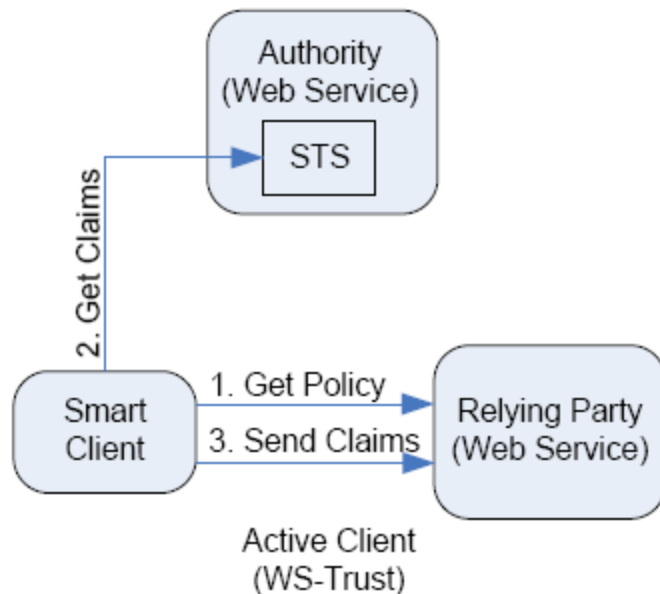 Authority
(Web Service)
STS
2. Get Claims
1. Get Policy
3. Send Claims
Smart
Client
Relying Party
(Web Service)
Active Client
(WS-Trust)